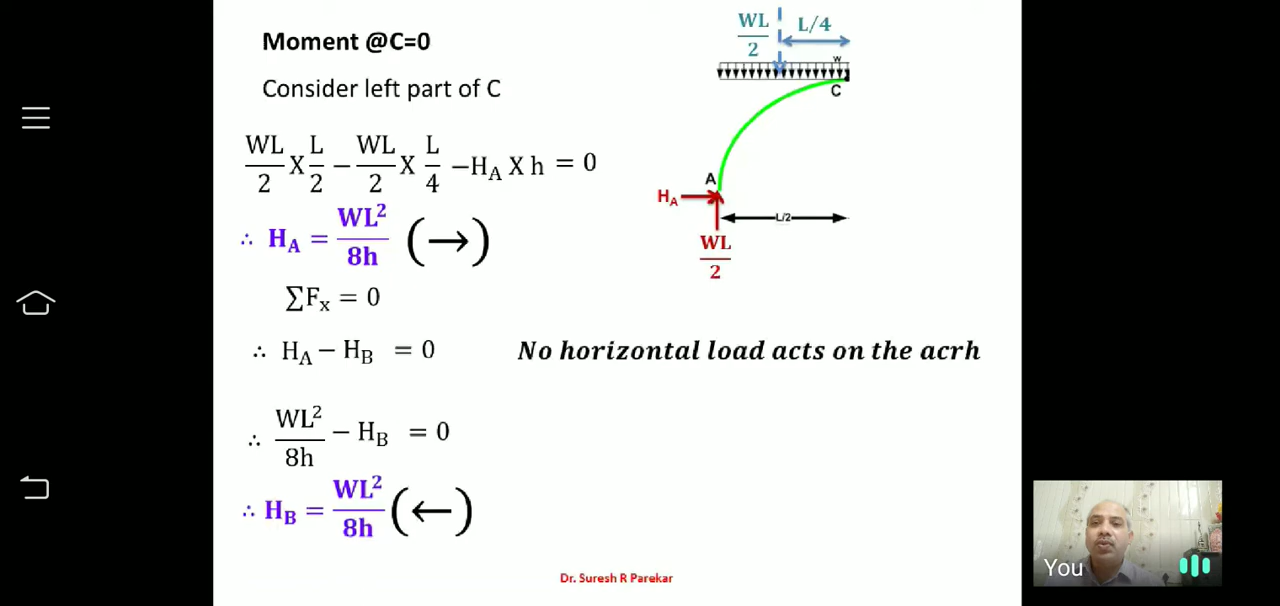 Moment @C=0
Consider left part of C
WL/2 X L/2 − WL/2 X L/4 −H_A X h = 0
∴ H_A = WL²/8h (→)
∑F_x = 0
∴ H_A − H_B = 0
No horizontal load acts on the acrh
∴ WL²/8h − H_B = 0
∴ H_B = WL²/8h (←)
WL/2
L/4
w
C
A
H_A
L/2
WL/2
Dr. Suresh R Parekar
You